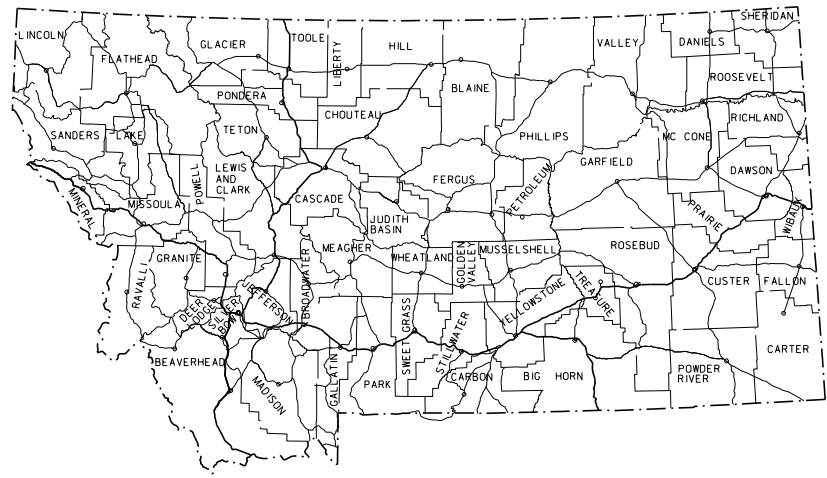 SHERIDAN
LINCOLN
TOOLE
GLACIER
HILL
LIBERTY
VALLEY
DANIELS
FLATHEAD
ROOSEVELT
BLAINE
PONDERA
CHOUTEAU
RICHLAND
TETON
SANDERS
LAKE
PHILLIPS
MC CONE
GARFIELD
DAWSON
LEWIS
AND
CLARK
POWELL
FERGUS
PETROLEUM
CASCADE
MISSOULA
MINERAL
PRAIRIE
WIBAUX
JUDITH
BASIN
MEAGHER
WHEATLAND
GOLDEN
VALLEY
MUSSELSHELL
ROSEBUD
GRANITE
RAVALLI
BROADWATER
JEFFERSON
CUSTER
FALLON
TREASURE
YELLOWSTONE
DEER
LODGE
SILVER
BOW
SWEET GRASS
STILLWATER
CARTER
BEAVERHEAD
GALLATIN
POWDER
RIVER
CARBON
BIG HORN
PARK
MADISON